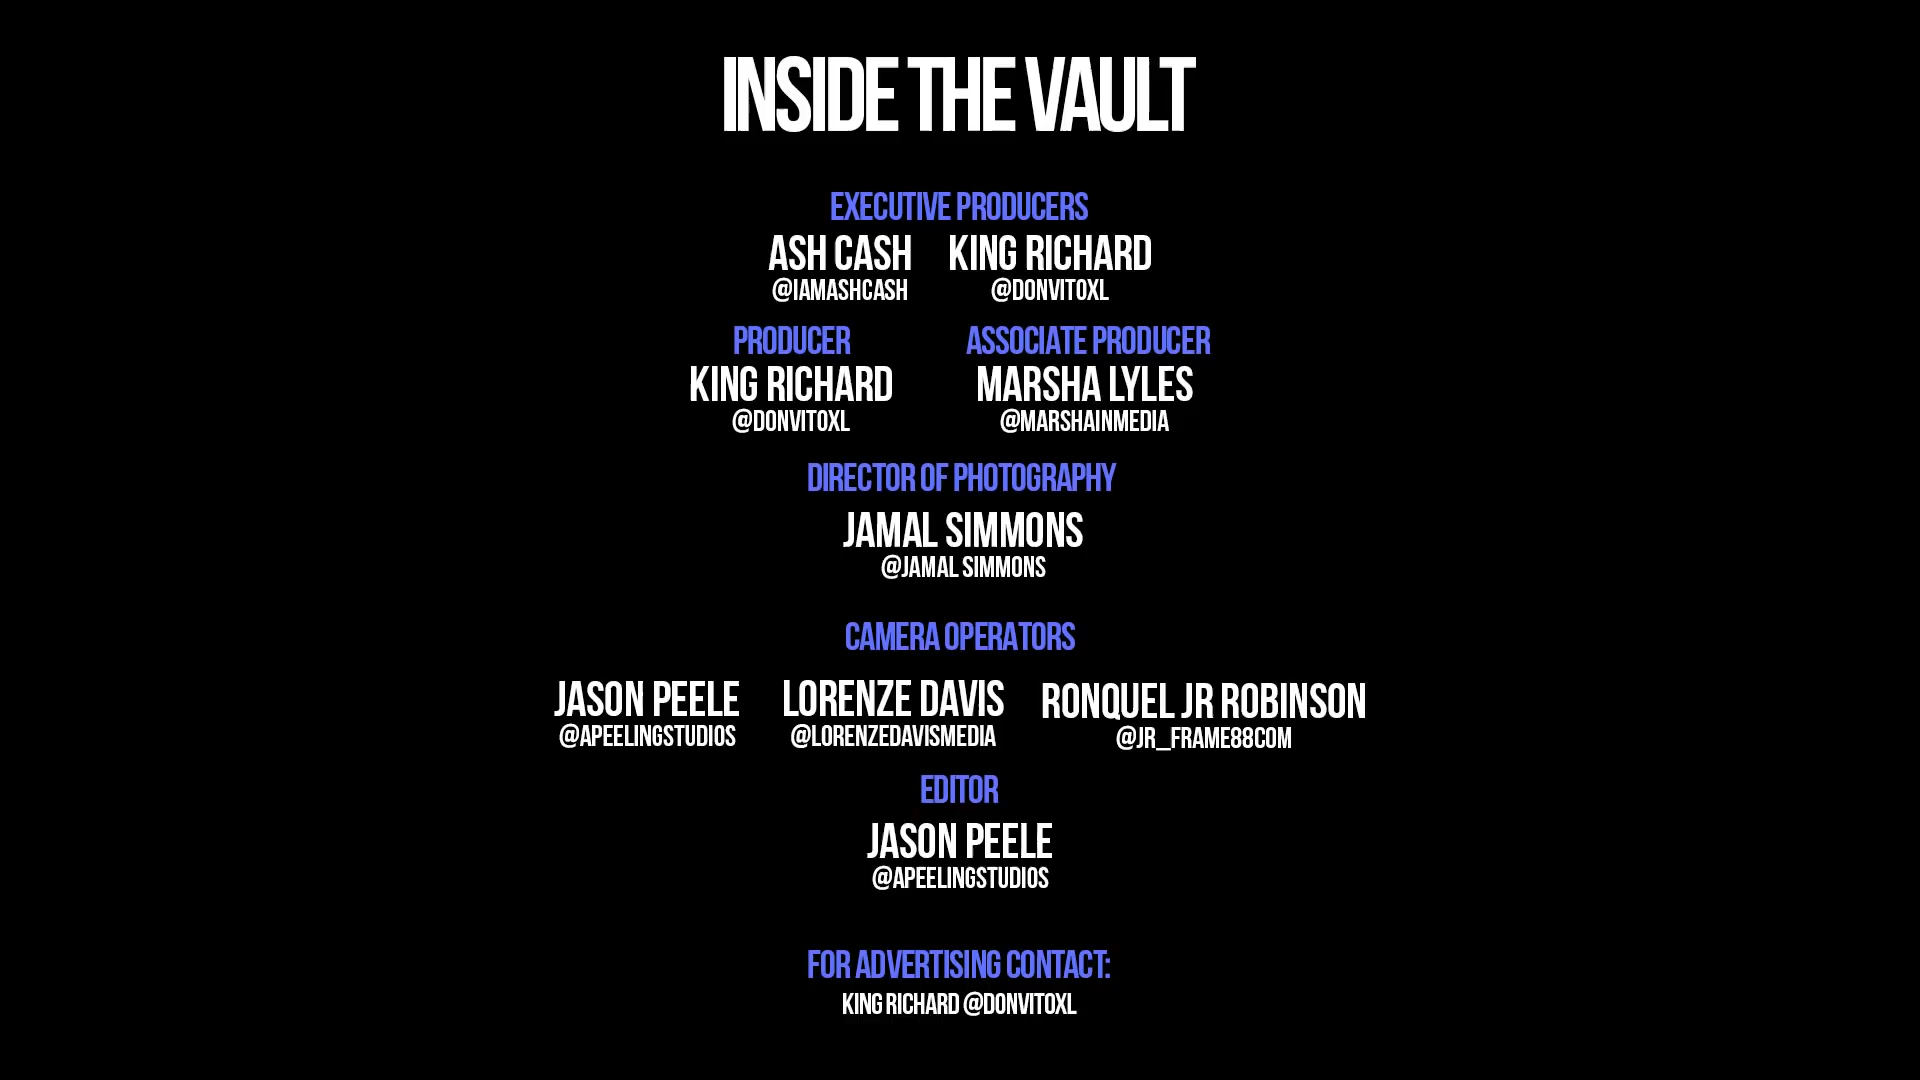 INSIDE THE VAULT
EXECUTIVE PRODUCERS
ASH CASH KING RICHARD
@IAMASHCASH @DONVITOXL
PRODUCER ASSOCIATE PRODUCER
KING RICHARD MARSHA LYLES
@DONVITOXL @MARSHAINMEDIA
DIRECTOR OF PHOTOGRAPHY
JAMAL SIMMONS
@JAMAL SIMMONS
CAMERA OPERATORS
JASON PEELE LORENZE DAVIS RONQUEL JR ROBINSON
@APEELINGSTUDIOS @LORENZEDAVISMEDIA @JR_FRAME88COM
EDITOR
JASON PEELE
@APEELINGSTUDIOS
FOR ADVERTISING CONTACT:
KING RICHARD @DONVITOXL